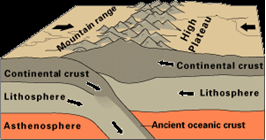 Mountain range
High
Plateau
Continental crust
Continental crust
Lithosphere
Lithosphere
Asthenosphere
Ancient oceanic crust